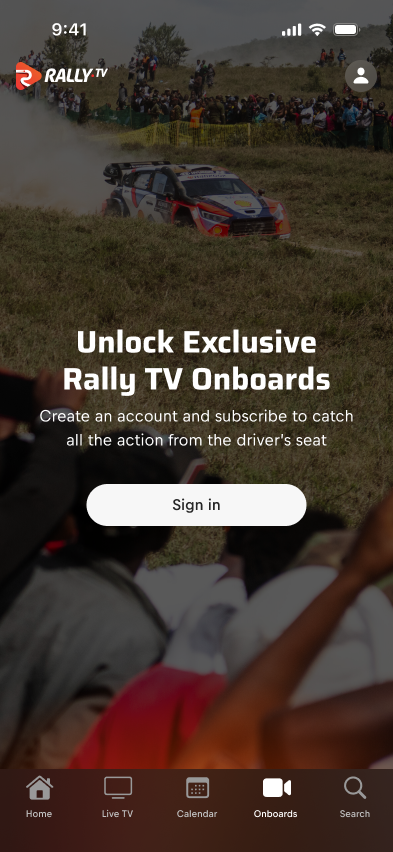 9:41
RALLY.TV
Unlock Exclusive
Rally TV Onboards
Create an account and subscribe to catch
all the action from the driver's seat
Sign in
Home
Live TV
Calendar
Onboards
Search